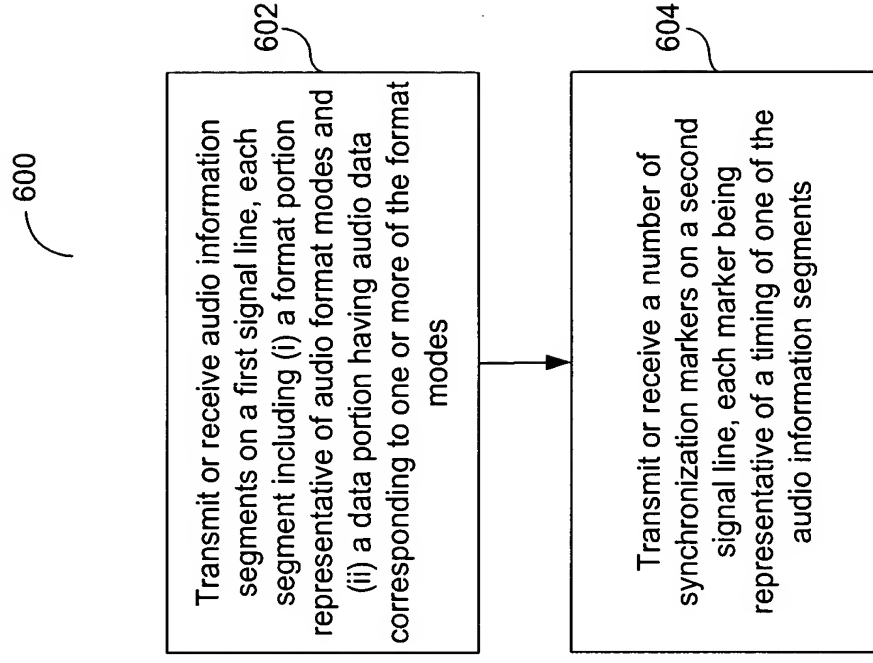 600
602
Transmit or receive audio information
segments on a first signal line, each
segment including (i) a format portion
representative of audio format modes and
(ii) a data portion having audio data
corresponding to one or more of the format
modes
604
Transmit or receive a number of
synchronization markers on a second
signal line, each marker being
representative of a timing of one of the
audio information segments